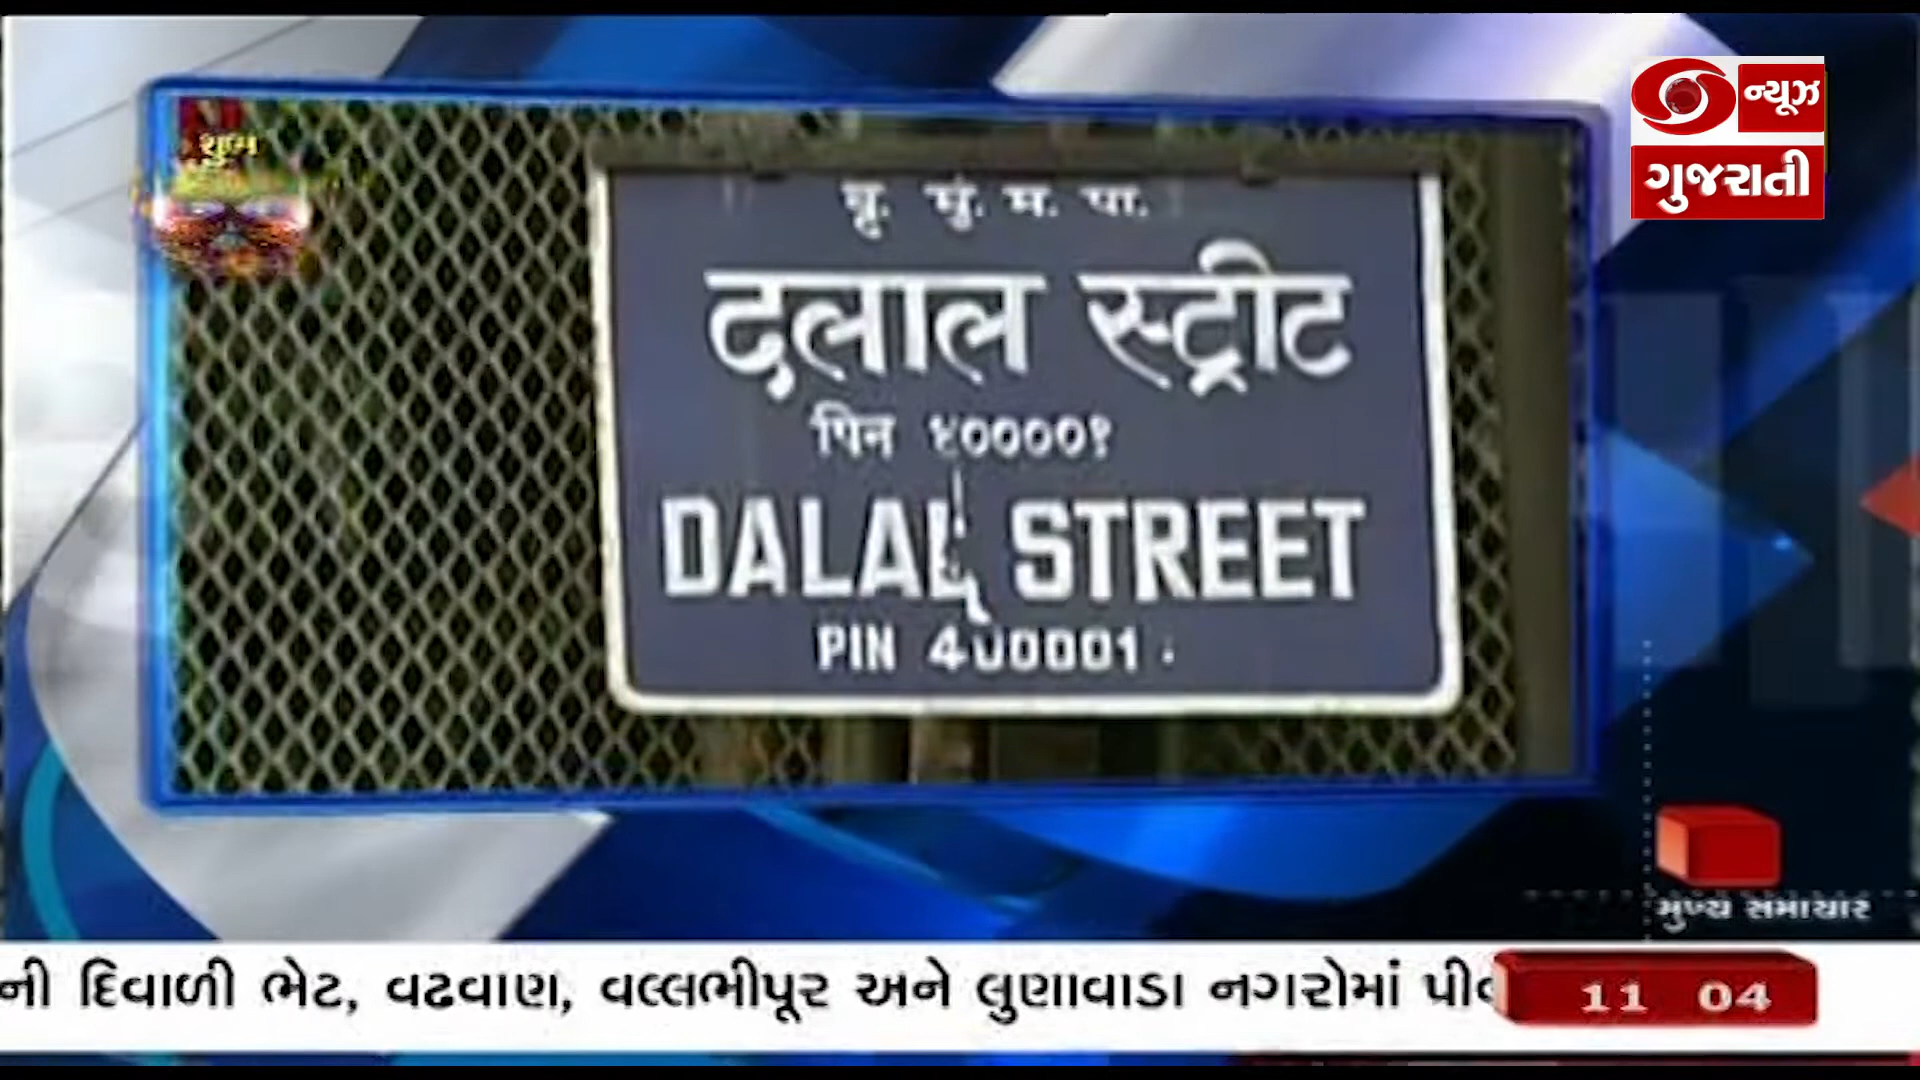 શુભ
न्यूઝ
ગુજરાતી
बृ. मुं. म. पा.
दलाल स्ट्रीट
पिन ४००००१
DALAL STREET
PIN 400001
મુખ્ય સમાચાર
ની દિવાળી ભેટ, વઢવાણ, વલ્લભીપૂર અને લુણાવાડા નગરોમાં
11 04